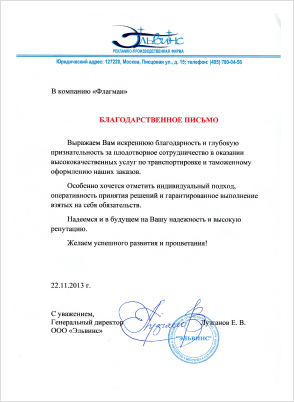 Эльвинс
РЕКЛАМНО-ПРОИЗВОДСТВЕННАЯ ФИРМА
Юридический адрес: 127220, Москва, Писцовая ул., д. 15; телефон: (495) 780-04-56
В компанию «Флагман»
БЛАГОДАРСТВЕННОЕ ПИСЬМО
Выражаем Вам искреннюю благодарность и глубокую
признательность за плодотворное сотрудничество в оказании
высококачественных услуг по транспортировке и таможенному
оформлению наших заказов.
Особенно хочется отметить индивидуальный подход,
оперативность принятия решений и гарантированное выполнение
взятых на себя обязательств.
Надеемся и в будущем на Вашу надежность и высокую
репутацию.
Желаем успешного развития и процветания!
22.11.2013 г.
С уважением,
Генеральный директор
Лужанов Е. В.
ООО «Эльвинс»
"ЭЛЬВИНС"